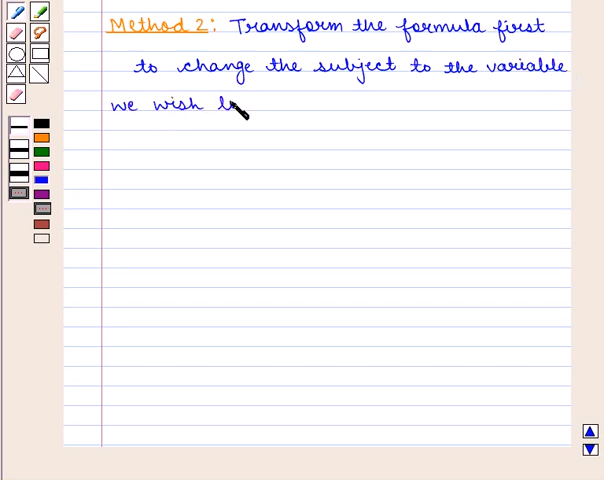 Method 2: Transform the formula first
to change the subject to the variable
we wish